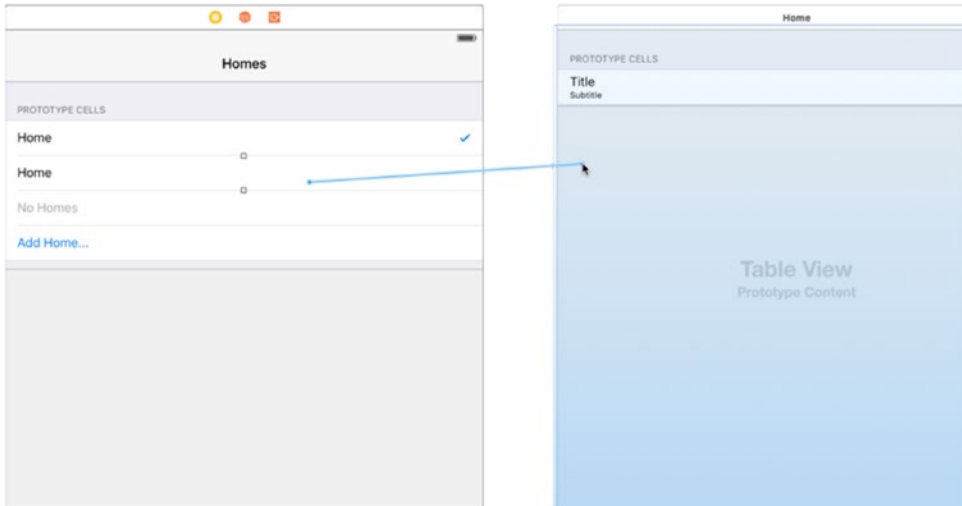 Homes
PROTOTYPE CELLS
Home
Home
No Homes
Add Home...
Home
PROTOTYPE CELLS
Title
Subtitle
Table View
Prototype Content